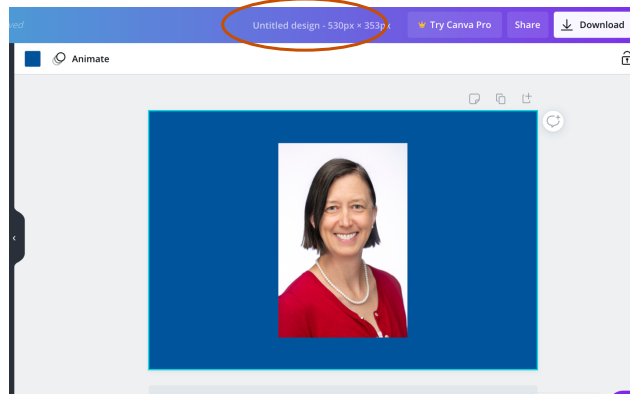 ved
Untitled design - 530px × 353px
Try Canva Pro
Share
Download
Animate